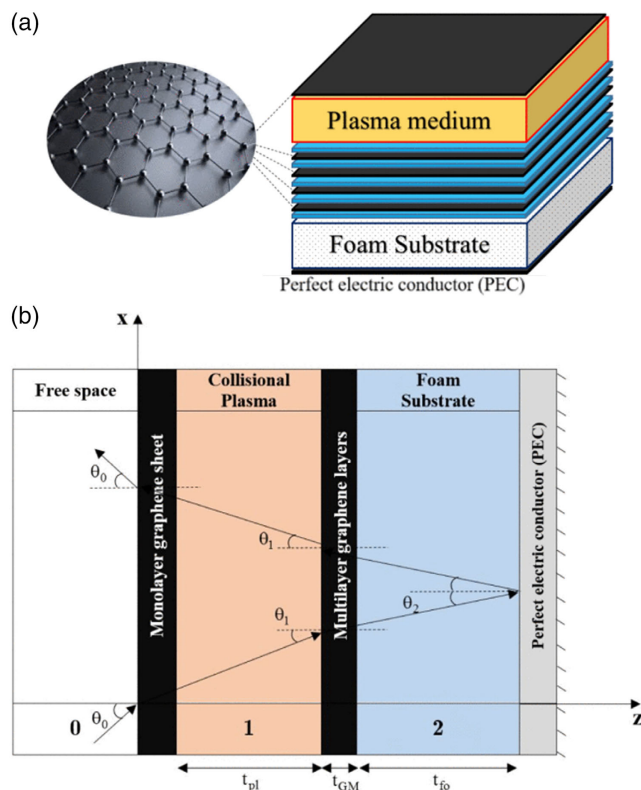 (a)
Plasma medium
Foam Substrate
Perfect electric conductor (PEC)
(b)
x
Free space
Collisional
Plasma
Foam
Substrate
Monolayer graphene sheet
Multilayer graphene layers
Perfect electric conductor (PEC)
θ0
θ1
θ1
θ2
θ0
0
1
2
z
tpl
tGM
tfo